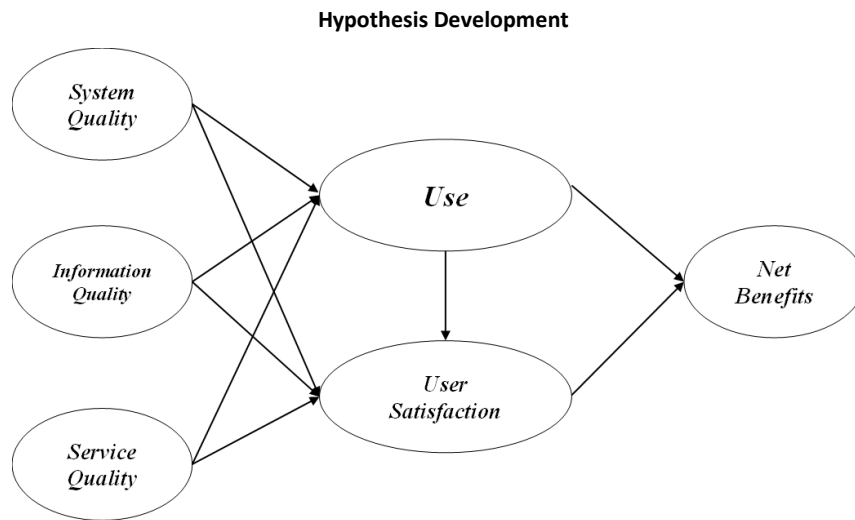 Hypothesis Development
System
Quality
Use
Information
Quality
Net
Benefits
User
Satisfaction
Service
Quality